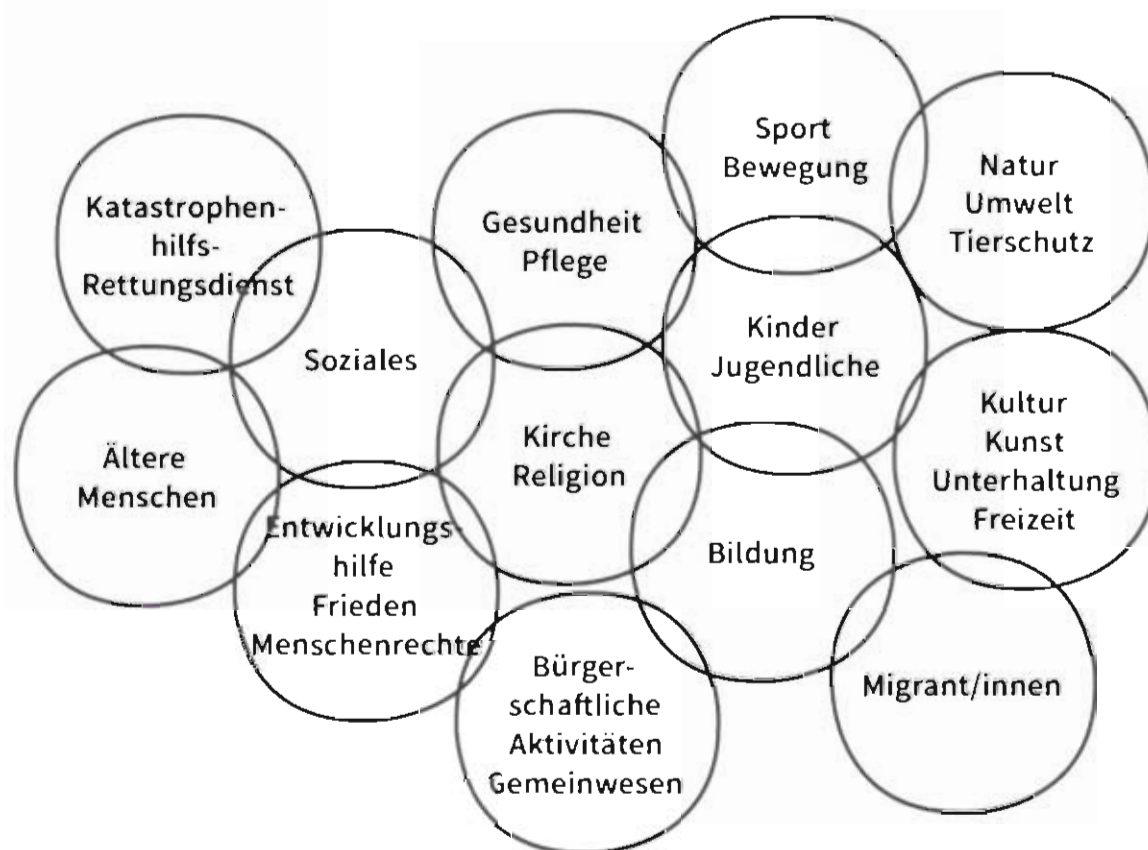 Sport
Bewegung
Natur
Umwelt
Tierschutz
Katastrophen-
hilfs-
Rettungsdienst
Gesundheit
Pflege
Soziales
Kinder
Jugendliche
Ältere
Menschen
Kirche
Religion
Kultur
Kunst
Unterhaltung
Freizeit
Entwicklungs-
hilfe
Frieden
Menschenrechte
Bildung
Bürger-
schaftliche
Aktivitäten
Gemeinwesen
Migrant/innen